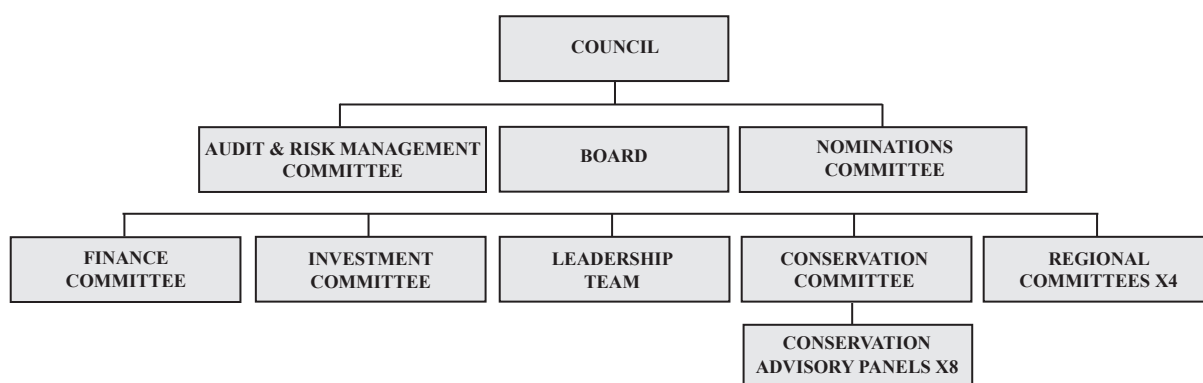 COUNCIL
AUDIT & RISK MANAGEMENT
COMMITTEE
BOARD
NOMINATIONS
COMMITTEE
FINANCE
COMMITTEE
INVESTMENT
COMMITTEE
LEADERSHIP
TEAM
CONSERVATION
COMMITTEE
REGIONAL
COMMITTEES X4
CONSERVATION
ADVISORY PANELS X8